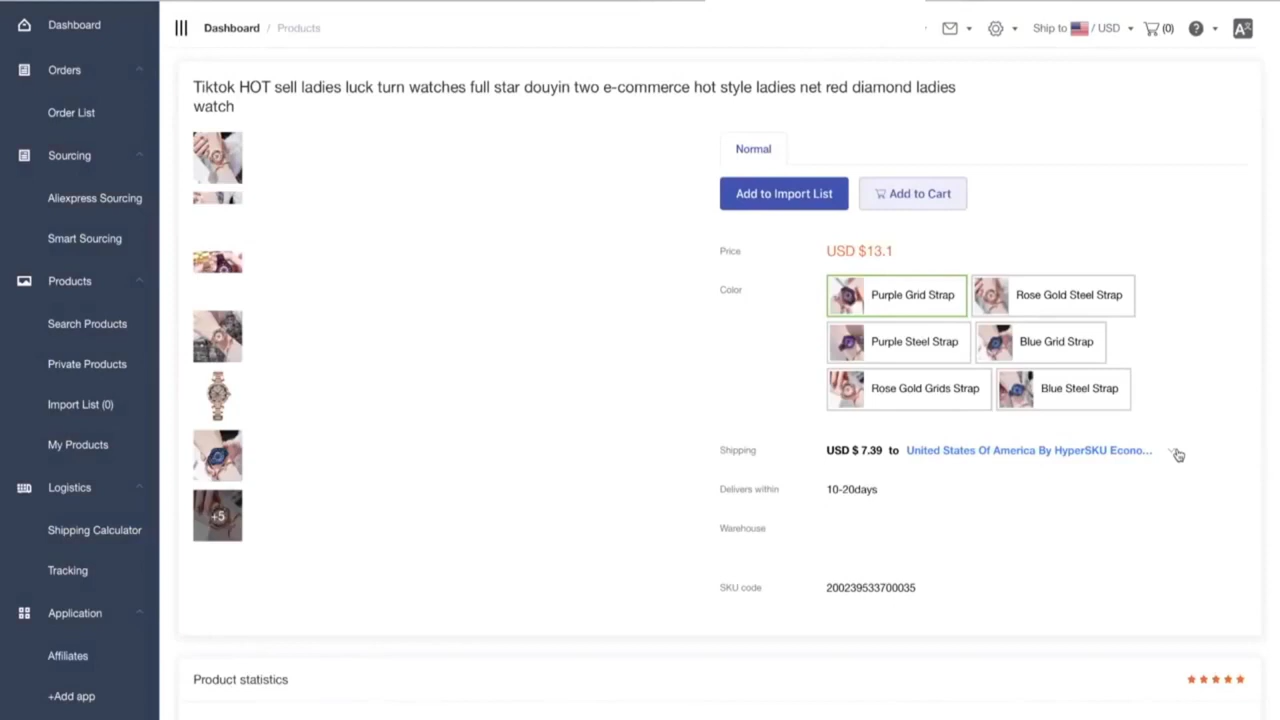 Dashboard
Orders
Order List
Sourcing
Aliexpress Sourcing
Smart Sourcing
Products
Search Products
Private Products
Import List (0)
My Products
Logistics
Shipping Calculator
Tracking
Application
Affiliates
+Add app
Dashboard / Products
Ship to / USD (0)
Tiktok HOT sell ladies luck turn watches full star douyin two e-commerce hot style ladies net red diamond ladies
watch
+5
Normal
Add to Import List Add to Cart
Price USD $13.1
Color Purple Grid Strap Rose Gold Steel Strap
Purple Steel Strap Blue Grid Strap
Rose Gold Grids Strap Blue Steel Strap
Shipping USD $ 7.39 to United States Of America By HyperSKU Econo...
Delivers within 10-20days
Warehouse
SKU code 200239533700035
Product statistics